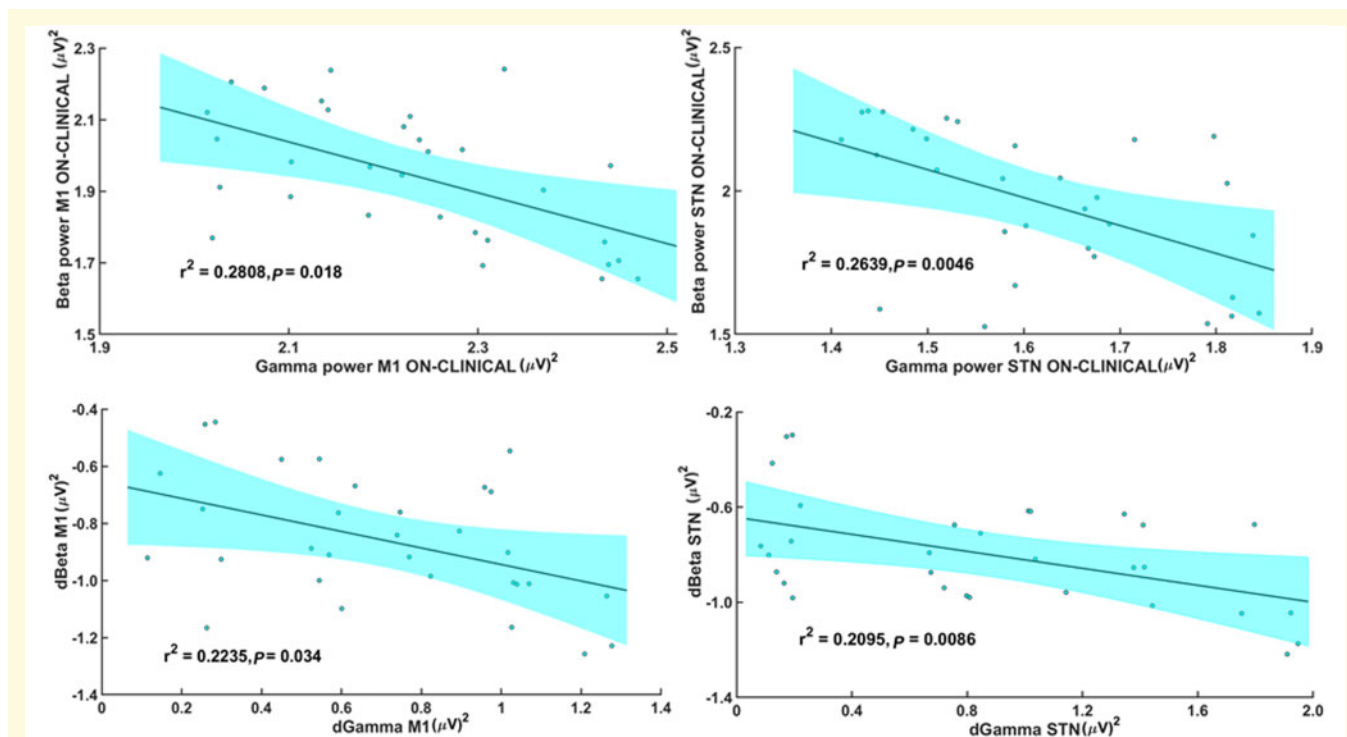 Beta power M1 ON-CLINICAL(μV)²
2.3
2.1
1.9
1.7
1.5
r² = 0.2808, P = 0.018
1.9 2.1 2.3 2.5
Gamma power M1 ON-CLINICAL(μV)²
Beta power STN ON-CLINICAL(μV)²
2.5
2
1.5
r² = 0.2639, P = 0.0046
1.3 1.4 1.5 1.6 1.7 1.8 1.9
Gamma power STN ON-CLINICAL(μV)²
dBeta M1(μV)²
-0.4
-0.6
-0.8
-1.0
-1.2
-1.4
r² = 0.2235, P = 0.034
0 0.2 0.4 0.6 0.8 1 1.2 1.4
dGamma M1(μV)²
dBeta STN (μV)²
-0.2
-0.6
-1.0
-1.4
r² = 0.2095, P = 0.0086
0 0.4 0.8 1.2 1.6 2.0
dGamma STN(μV)²